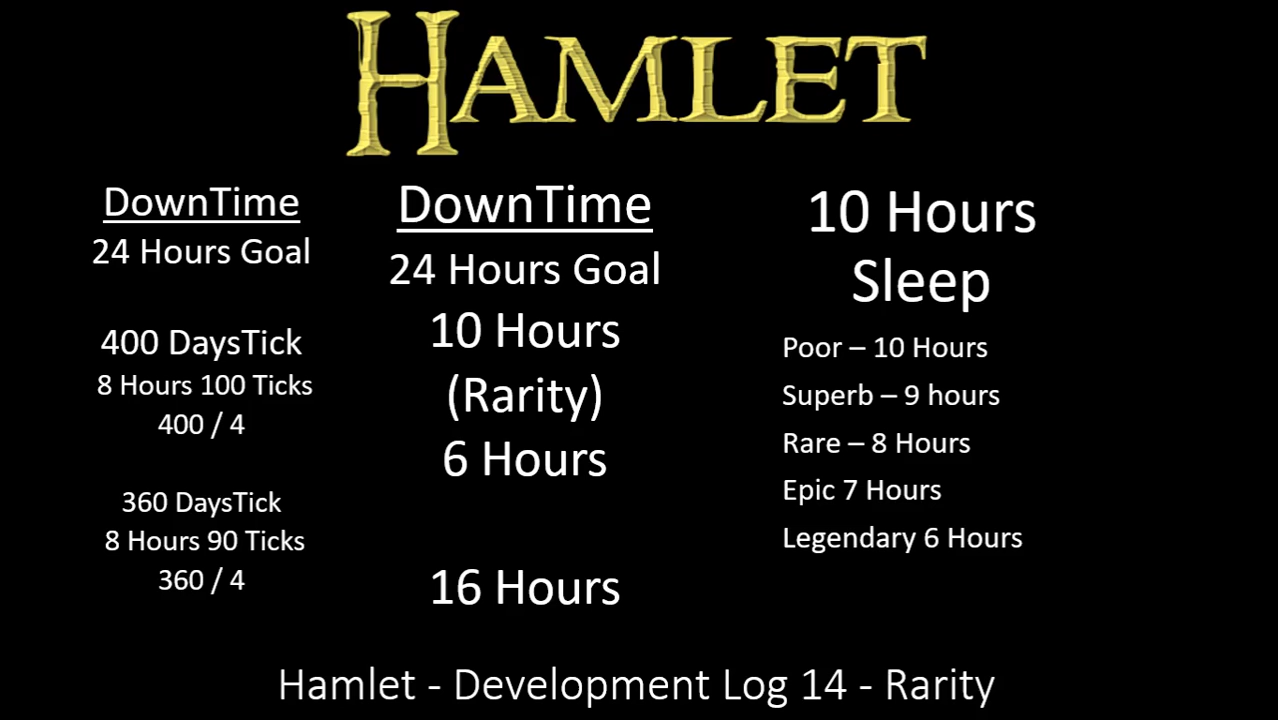 HAMLET
DownTime
24 Hours Goal
400 DaysTick
8 Hours 100 Ticks
400 / 4
360 DaysTick
8 Hours 90 Ticks
360 / 4
DownTime
24 Hours Goal
10 Hours
(Rarity)
6 Hours
16 Hours
10 Hours
Sleep
Poor – 10 Hours
Superb – 9 hours
Rare – 8 Hours
Epic 7 Hours
Legendary 6 Hours
Hamlet - Development Log 14 - Rarity